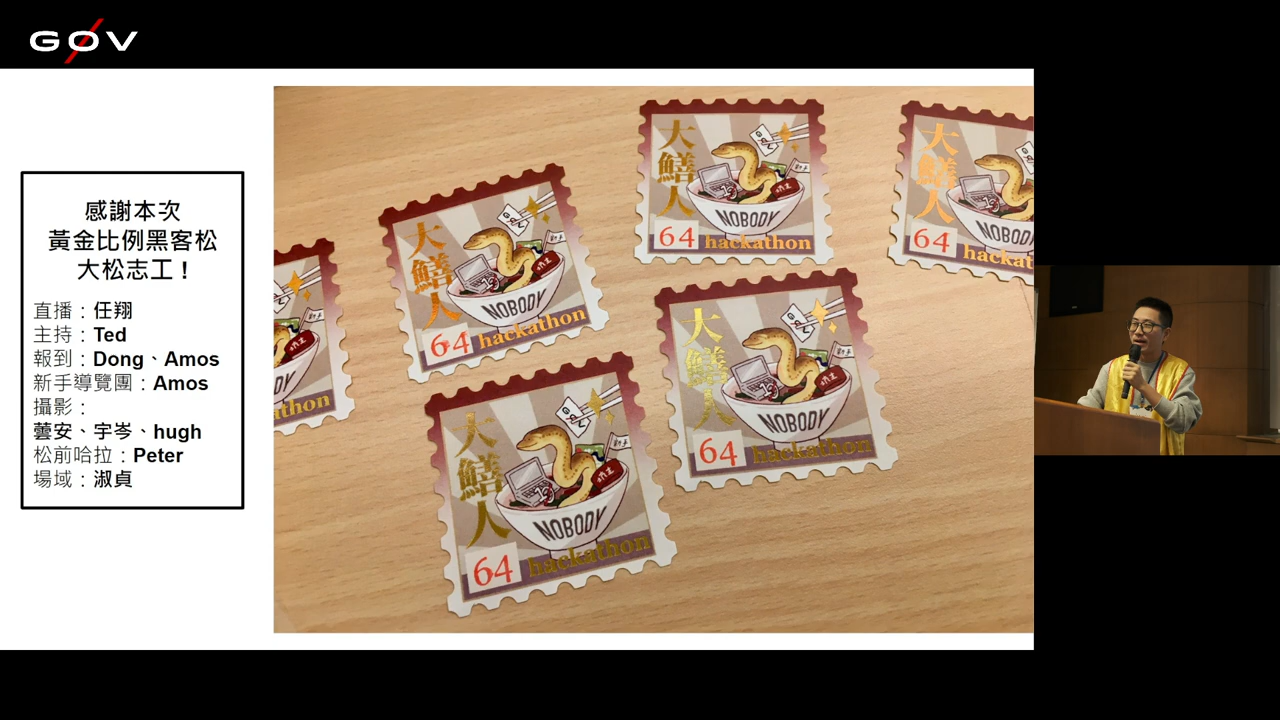 GØV
感謝本次
黃金比例黑客松
大松志工！
直播：任翔
主持：Ted
報到：Dong、Amos
新手導覽團：Amos
攝影：
藝安、宇岑、hugh
松前哈拉：Peter
場域：淑貞
大鱔人
NOBODY
64 hackathon
大鱔人
NOBODY
64 hackathon
大鱔人
NOBODY
64 hackat
thon
大鱔人
NOBODY
64 hackathon
大鱔人
NOBODY
64 hackathon